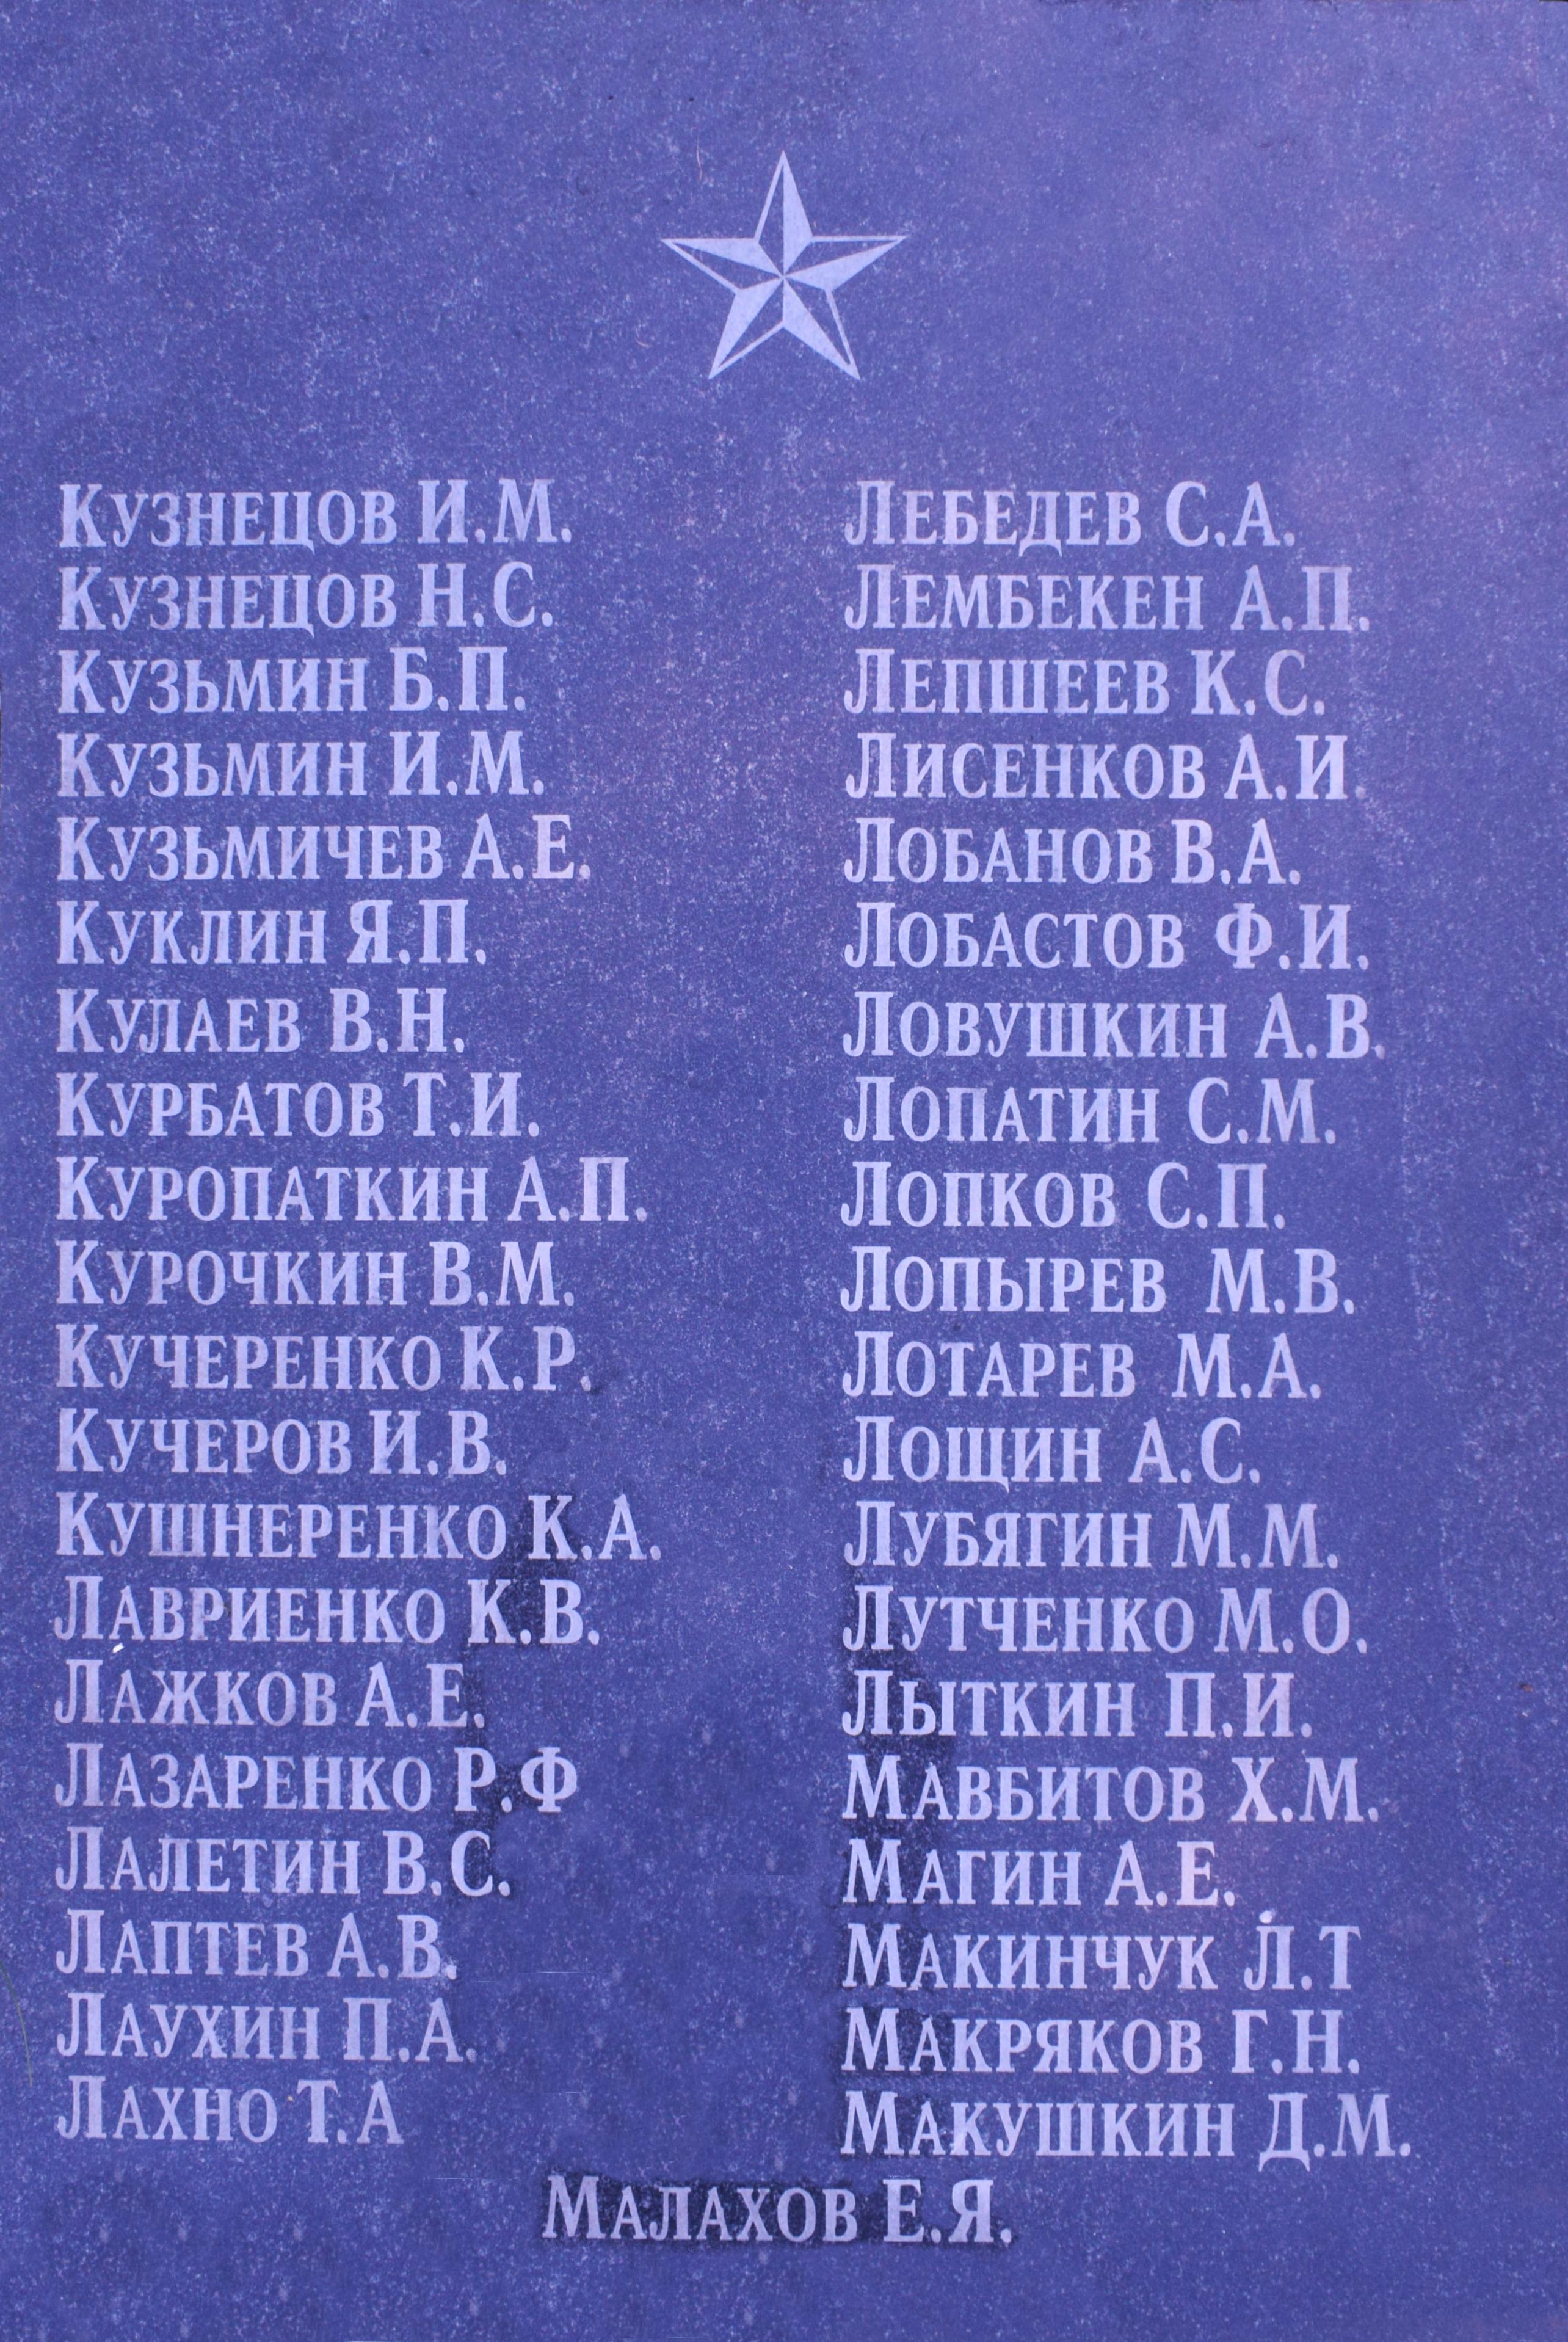 Кузнецов И.М.
Кузнецов Н.С.
Кузьмин Б.П.
Кузьмин И.М.
Кузьмичев А.Е.
Куклин Я.П.
Кулаев В.Н.
Курбатов Т.И.
Куропаткин А.П.
Курочкин В.М.
Кучеренко К.Р.
Кучеров И.В.
Кушнеренко К.А.
Лавриенко К.В.
Лажков А.Е.
Лазаренко Р.Ф
Лалетин В.С.
Лаптев А.В.
Лаухин П.А.
Лахно Т.А
Лебедев С.А.
Лембекен А.П.
Лепшеев К.С.
Лисенков А.И.
Лобанов В.А.
Лобастов Ф.И.
Ловушкин А.В.
Лопатин С.М.
Лопков С.П.
Лопырев М.В.
Лотарев М.А.
Лощин А.С.
Лубягин М.М.
Лутченко М.О.
Лыткин П.И.
Мавбитов Х.М.
Магин А.Е.
Макинчук Л.Т
Макряков Г.Н.
Макушкин Д.М.
Малахов Е.Я.